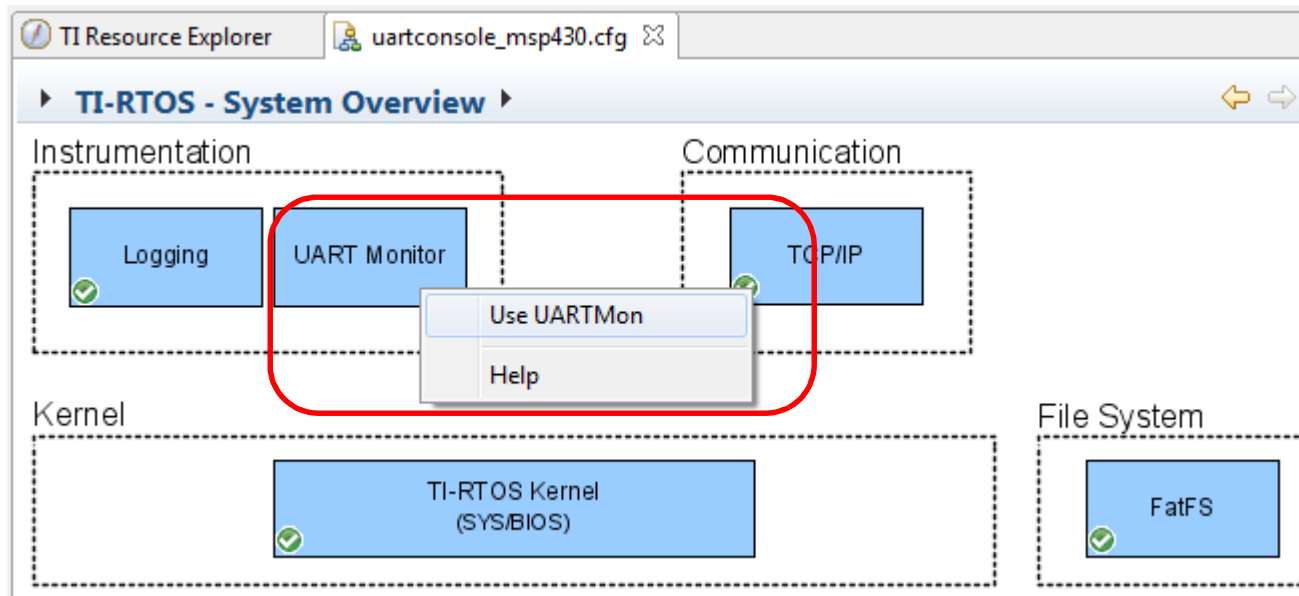 TI Resource Explorer
uartconsole_msp430.cfg
TI-RTOS - System Overview
Instrumentation
Communication
Logging
UART Monitor
TCP/IP
Use UARTMon
Help
Kernel
File System
TI-RTOS Kernel
(SYS/BIOS)
FatFS